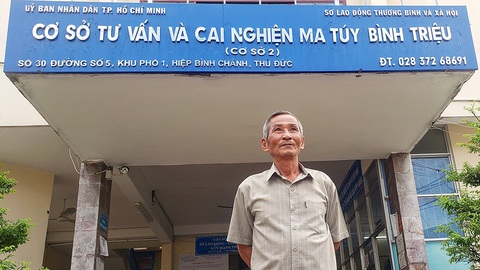 ỦY BAN NHÂN DÂN TP. HỒ CHÍ MINH
SỞ LAO ĐỘNG THƯƠNG BINH VÀ XÃ HỘI
CƠ SỞ TƯ VẤN VÀ CAI NGHIỆN MA TÚY BÌNH TRIỆU
(CƠ SỞ 2)
SỐ 30 ĐƯỜNG SỐ 5, KHU PHỐ 1, HIỆP BÌNH CHÁNH, THỦ ĐỨC
ĐT. 028 372 68691